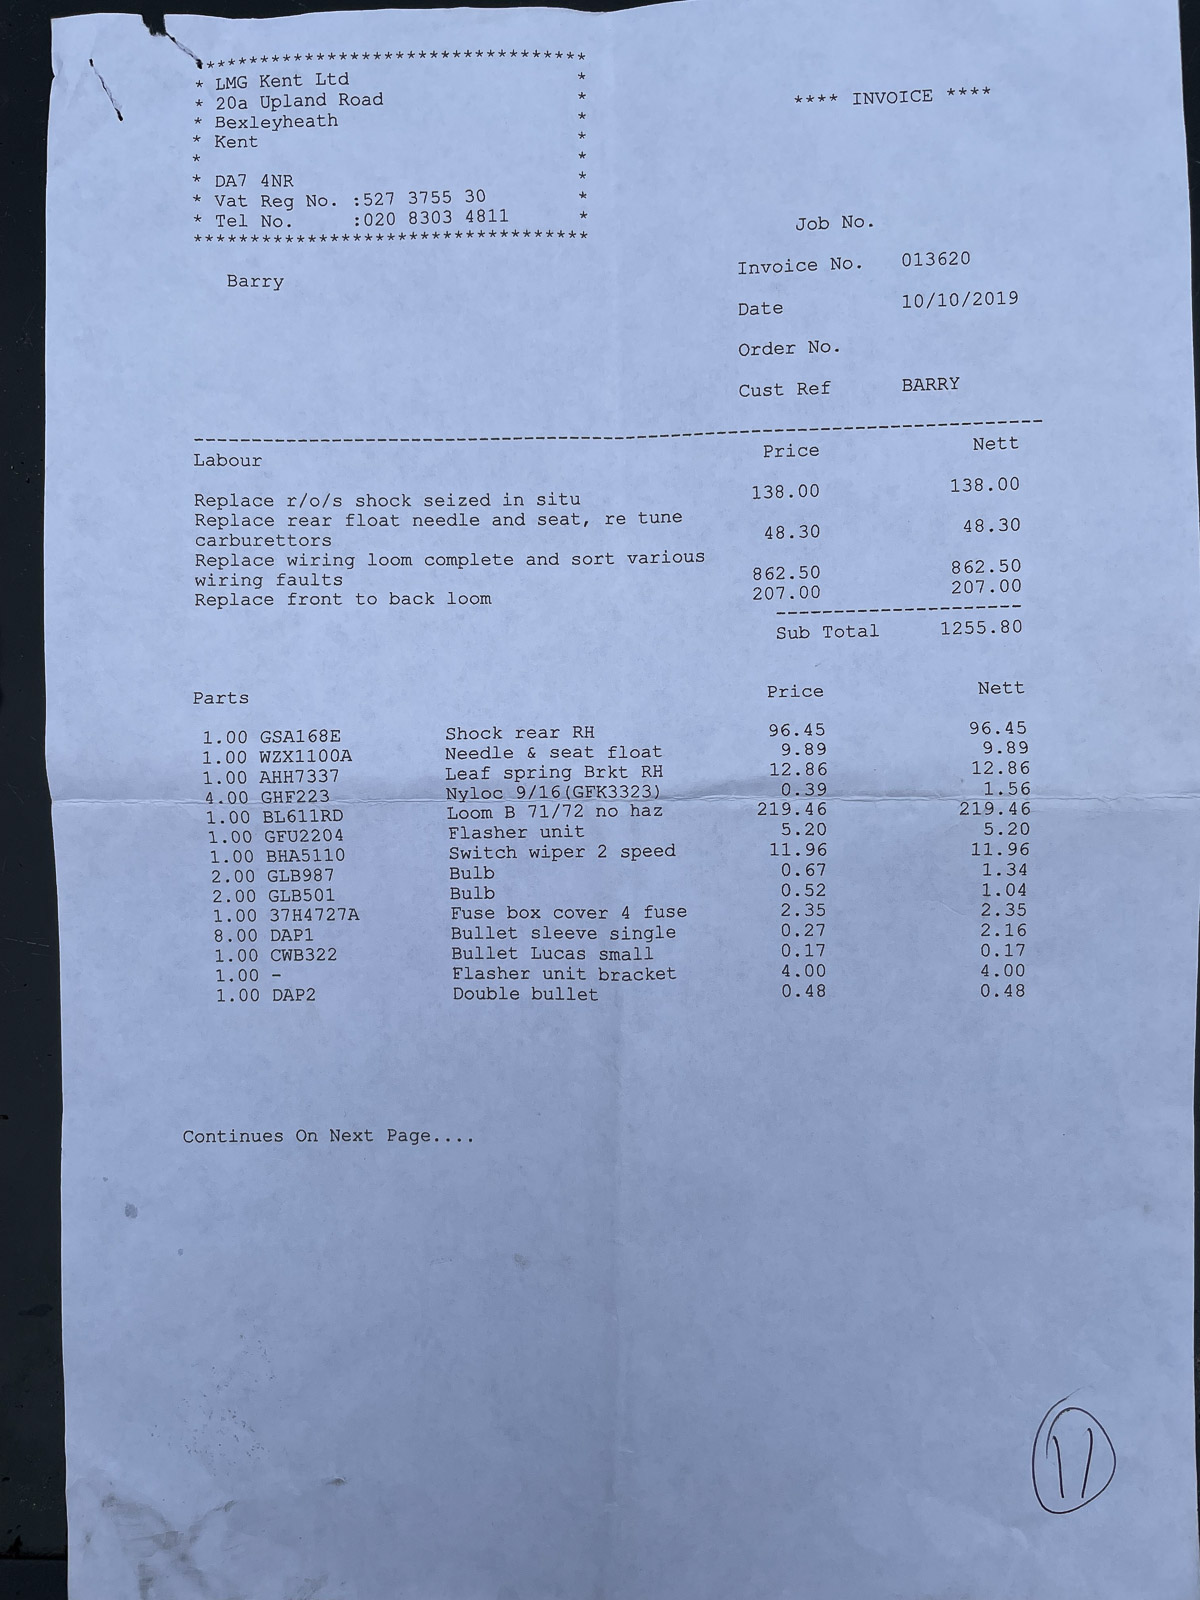 *********************************
* LMG Kent Ltd *
* 20a Upland Road *
* Bexleyheath *
* Kent *
* *
* DA7 4NR *
* Vat Reg No. :527 3755 30 *
* Tel No. :020 8303 4811 *
*********************************
**** INVOICE ****
Barry
Job No.
Invoice No. 013620
Date 10/10/2019
Order No.
Cust Ref BARRY
Labour Price Nett
Replace r/o/s shock seized in situ 138.00 138.00
Replace rear float needle and seat, re tune
carburettors 48.30 48.30
Replace wiring loom complete and sort various
wiring faults 862.50 862.50
Replace front to back loom 207.00 207.00
Sub Total 1255.80
Parts Price Nett
1.00 GSA168E Shock rear RH 96.45 96.45
1.00 WZX1100A Needle & seat float 9.89 9.89
1.00 AHH7337 Leaf spring Brkt RH 12.86 12.86
4.00 GHF223 Nyloc 9/16(GFK3323) 0.39 1.56
1.00 BL611RD Loom B 71/72 no haz 219.46 219.46
1.00 GFU2204 Flasher unit 5.20 5.20
1.00 BHA5110 Switch wiper 2 speed 11.96 11.96
2.00 GLB987 Bulb 0.67 1.34
2.00 GLB501 Bulb 0.52 1.04
1.00 37H4727A Fuse box cover 4 fuse 2.35 2.35
8.00 DAP1 Bullet sleeve single 0.27 2.16
1.00 CWB322 Bullet Lucas small 0.17 0.17
1.00 - Flasher unit bracket 4.00 4.00
1.00 DAP2 Double bullet 0.48 0.48
Continues On Next Page....